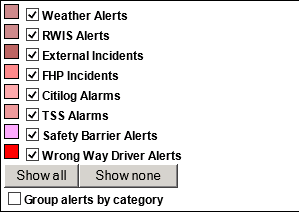 Weather Alerts
RWIS Alerts
External Incidents
FHP Incidents
Citilog Alarms
TSS Alarms
Safety Barrier Alerts
Wrong Way Driver Alerts
Show all Show none
Group alerts by category